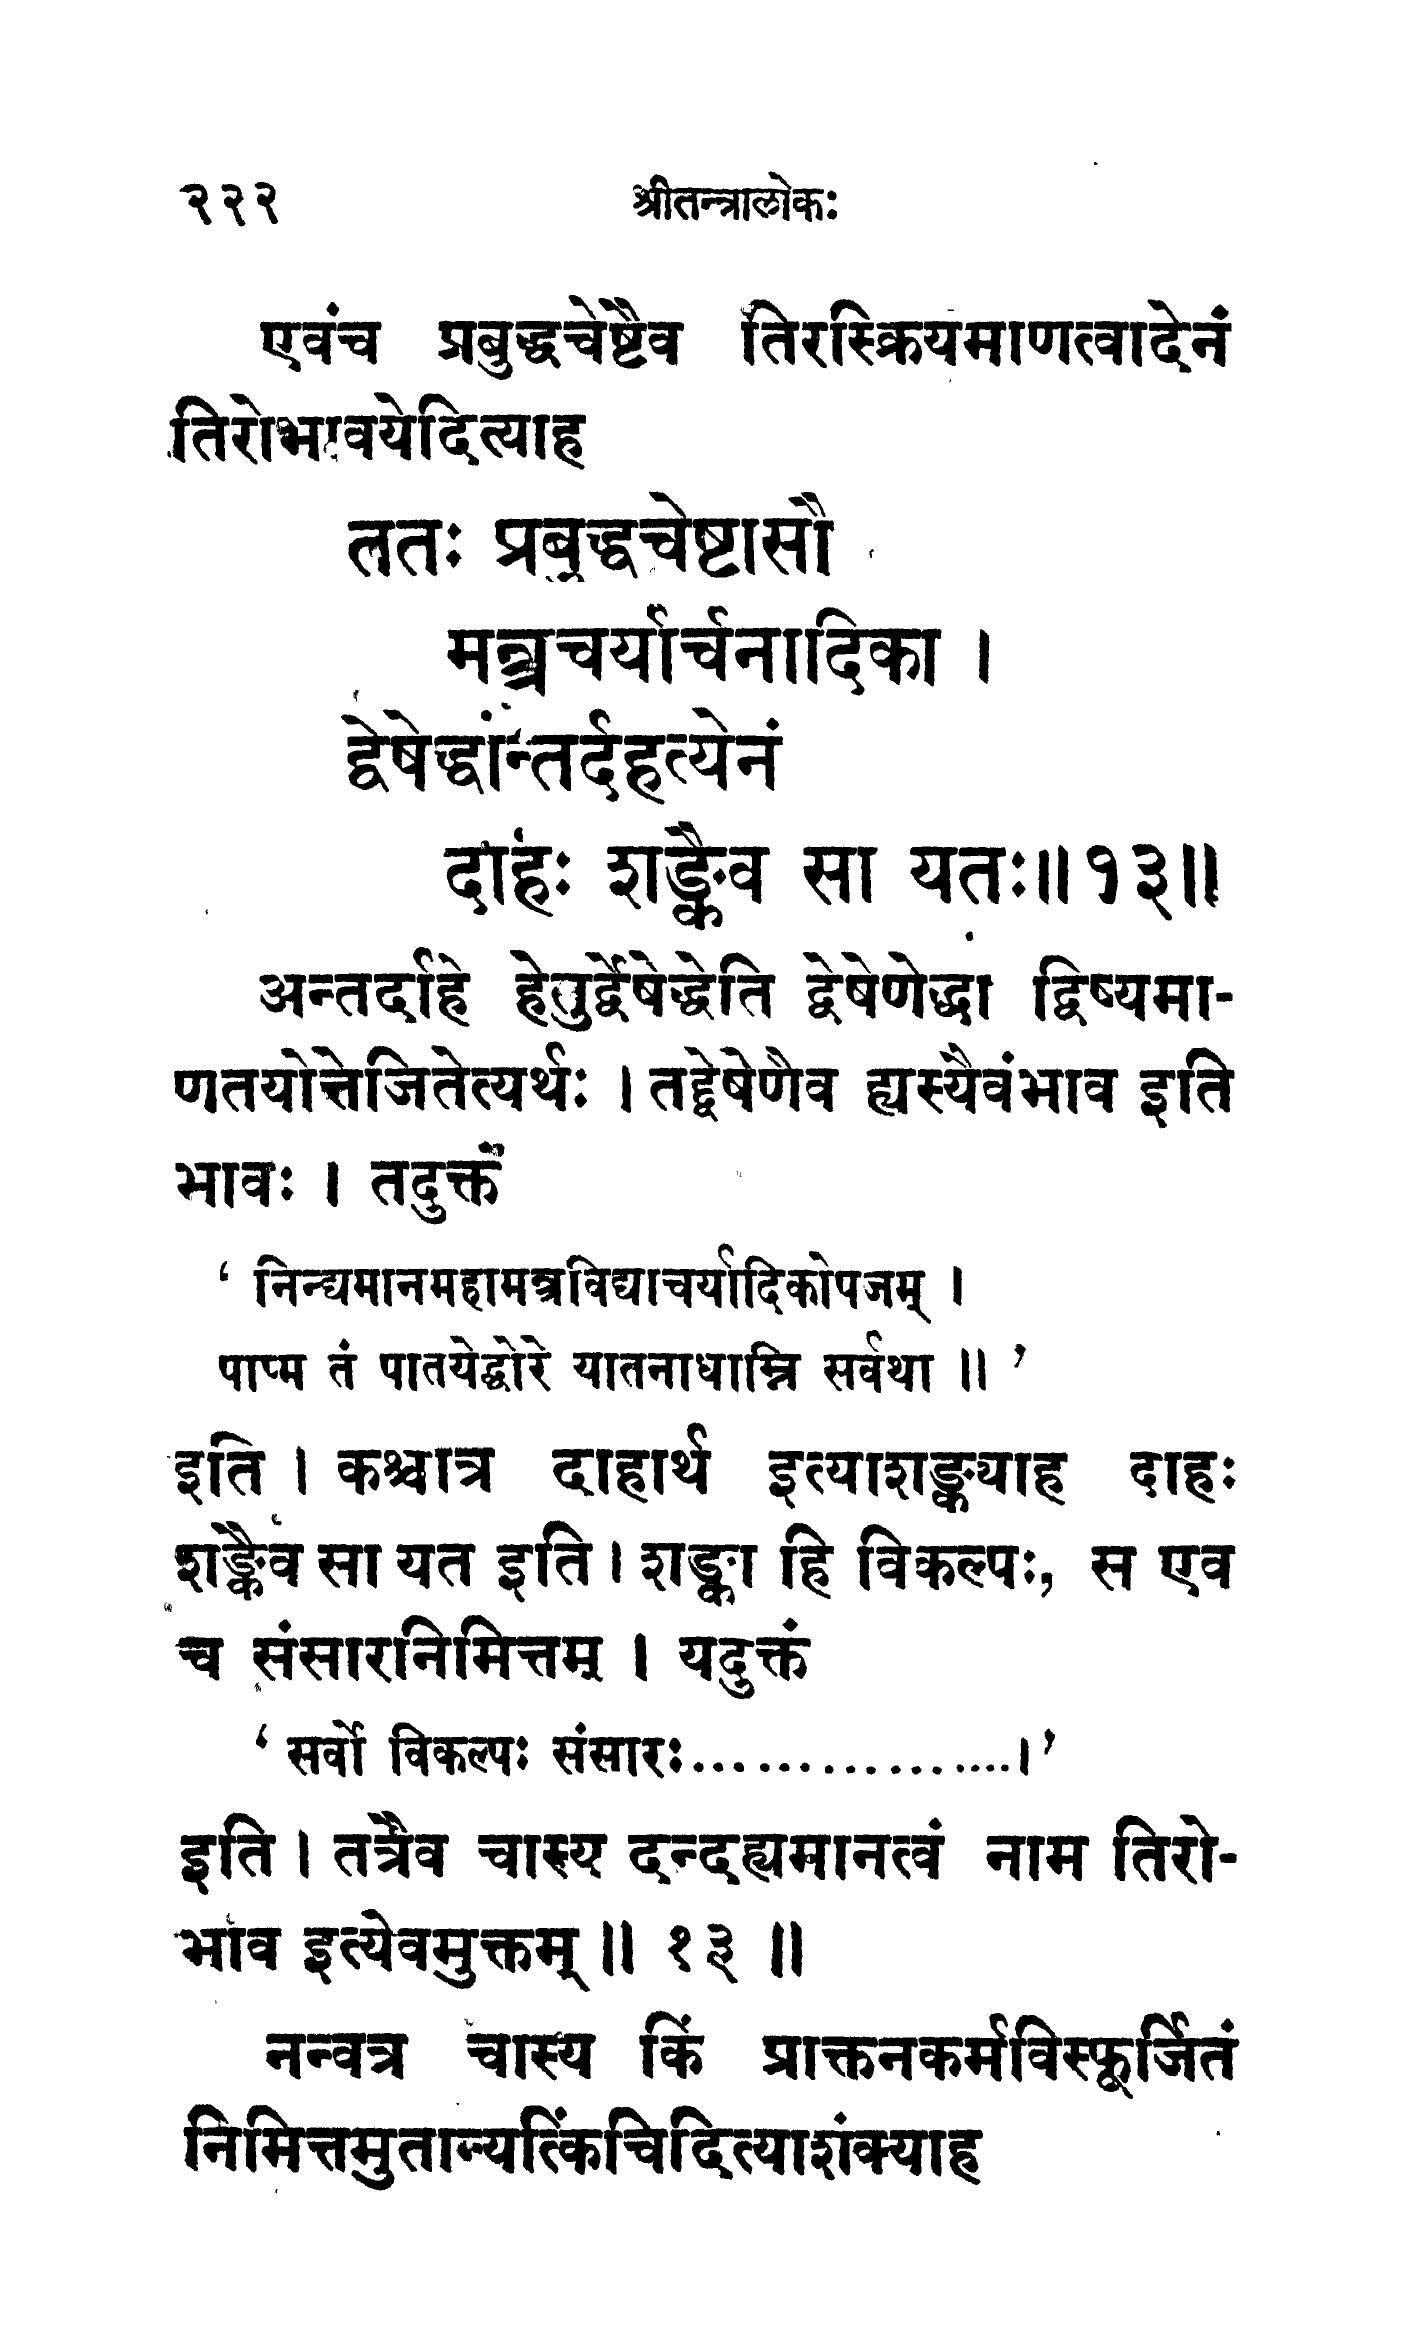 २२२ श्रीतन्त्रालोकः
एवंच प्रबुद्धचेष्टैव तिरस्क्रियमाणत्वादेनं
तिरोभावयेदित्याह
ततः प्रबुद्धचेष्टासौ
मन्त्रचर्यार्चनादिका ।
द्वेषेद्धान्तर्दहत्येनं
दाहः शङ्कैव सा यतः॥१३॥
अन्तर्दाहे हेतुर्द्वेषेद्धेति द्वेषेणेद्धा द्विष्यमा-
णतयोत्तेजितेत्यर्थः । तद्द्वेषेणैव ह्यस्यैवंभाव इति
भावः । तदुक्तं
‘ निन्द्यमानमहामन्त्रविद्याचर्यादिकोपजम् ।
पाप्म तं पातयेद्घोरे यातनाधाम्नि सर्वथा ॥ ’
इति । कश्चात्र दाहार्थ इत्याशङ्क्याह दाहः
शङ्कैव सा यत इति । शङ्का हि विकल्पः, स एव
च संसारनिमित्तम् । यदुक्तं
‘ सर्वो विकल्पः संसारः................।’
इति । तत्रैव चास्य दन्दह्यमानत्वं नाम तिरो-
भाव इत्येवमुक्तम् ॥ १३ ॥
नन्वत्र चास्य किं प्राक्तनकर्मविस्फूर्जितं
निमित्तमुतान्यत्किंचिदित्याशंक्याह